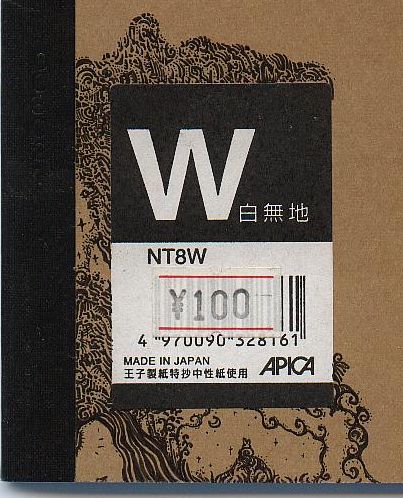 W
白無地
NT8W
¥100
4 970090 328161
MADE IN JAPAN
王子製紙特抄中性紙使用 APICA